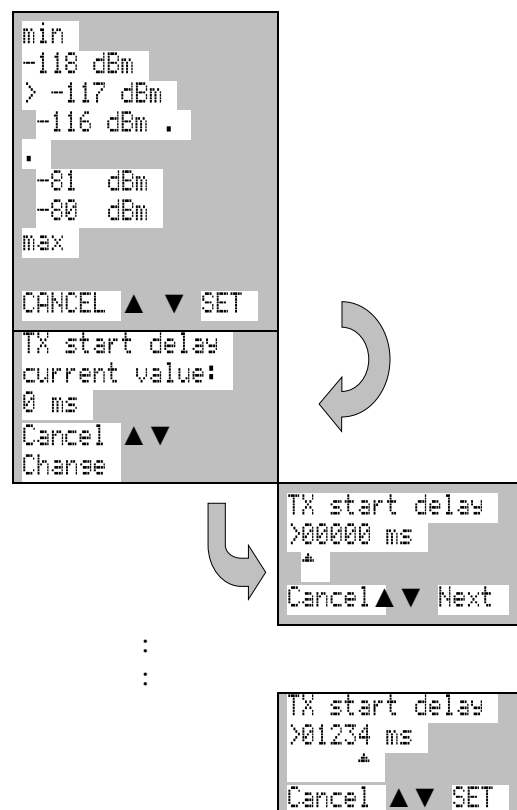 min
-118 dBm
> -117 dBm
-116 dBm .
.
-81 dBm
-80 dBm
max
CANCEL ▲ ▼ SET
TX start delay
current value:
0 ms
Cancel ▲ ▼
Change
TX start delay
>00000 ms
Cancel ▲ ▼ Next
:
:
TX start delay
>01234 ms
Cancel ▲ ▼ SET